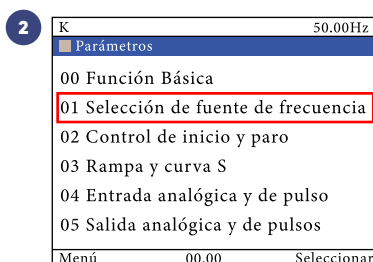 2
K 50.00Hz
Parámetros
00 Función Básica
01 Selección de fuente de frecuencia
02 Control de inicio y paro
03 Rampa y curva S
04 Entrada analógica y de pulso
05 Salida analógica y de pulsos
Menú 00.00 Seleccionar